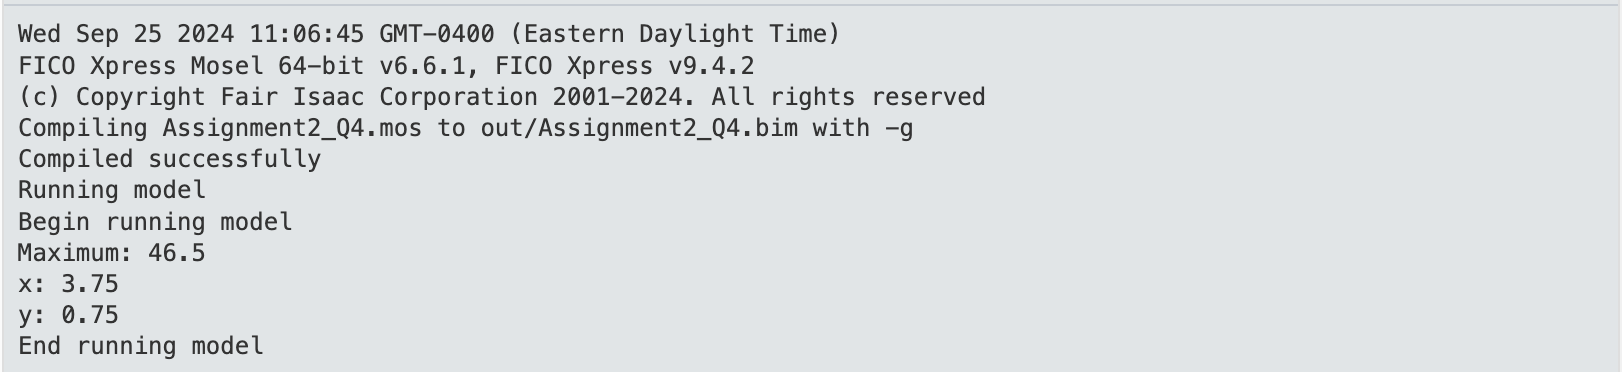 Wed Sep 25 2024 11:06:45 GMT-0400 (Eastern Daylight Time)
FICO Xpress Mosel 64-bit v6.6.1, FICO Xpress v9.4.2
(c) Copyright Fair Isaac Corporation 2001-2024. All rights reserved
Compiling Assignment2_Q4.mos to out/Assignment2_Q4.bim with -g
Compiled successfully
Running model
Begin running model
Maximum: 46.5
x: 3.75
y: 0.75
End running model